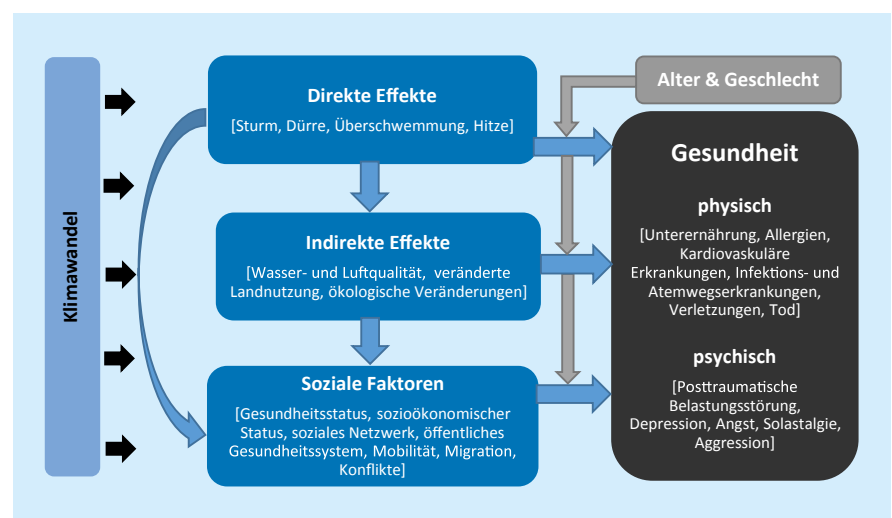 Klimawandel
Direkte Effekte
[Sturm, Dürre, Überschwemmung, Hitze]
Indirekte Effekte
[Wasser- und Luftqualität, veränderte
Landnutzung, ökologische Veränderungen]
Soziale Faktoren
[Gesundheitsstatus, sozioökonomischer
Status, soziales Netzwerk, öffentliches
Gesundheitssystem, Mobilität, Migration,
Konflikte]
Alter & Geschlecht
Gesundheit
physisch
[Unterernährung, Allergien,
Kardiovaskuläre
Erkrankungen, Infektions- und
Atemwegserkrankungen,
Verletzungen, Tod]
psychisch
[Posttraumatische
Belastungsstörung,
Depression, Angst, Solastalgie,
Aggression]